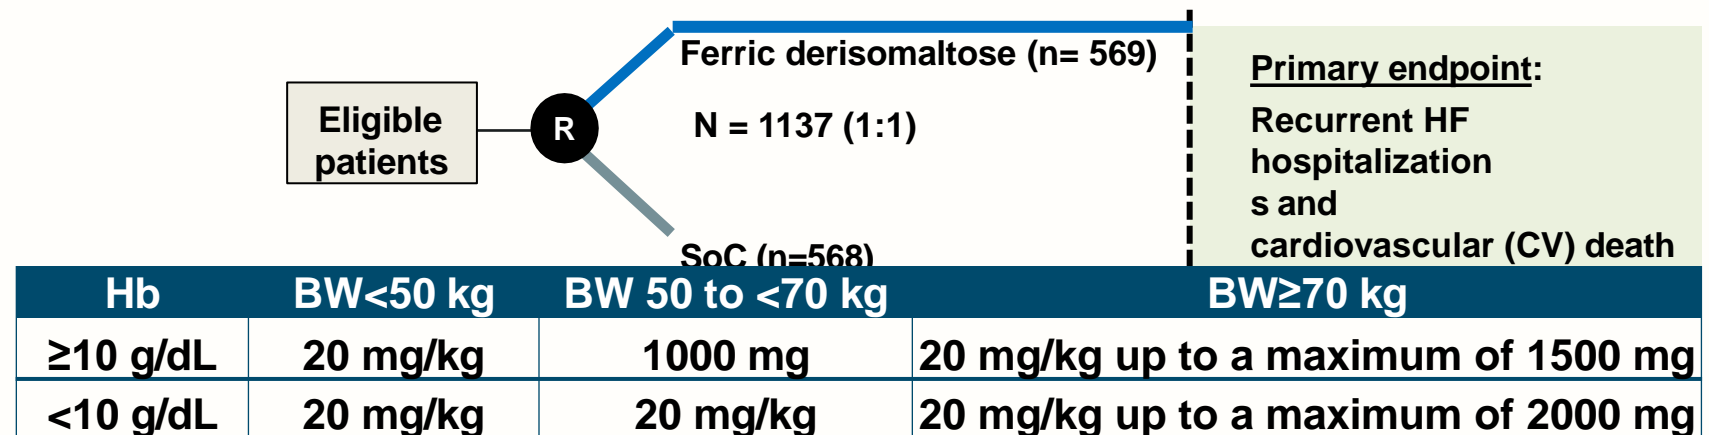 Ferric derisomaltose (n= 569)
Eligible
patients
R
N = 1137 (1:1)
SoC (n=568)
Primary endpoint:
Recurrent HF
hospitalization
s and
cardiovascular (CV) death
Hb BW<50 kg BW 50 to <70 kg BW≥70 kg
≥10 g/dL 20 mg/kg 1000 mg 20 mg/kg up to a maximum of 1500 mg
<10 g/dL 20 mg/kg 20 mg/kg 20 mg/kg up to a maximum of 2000 mg